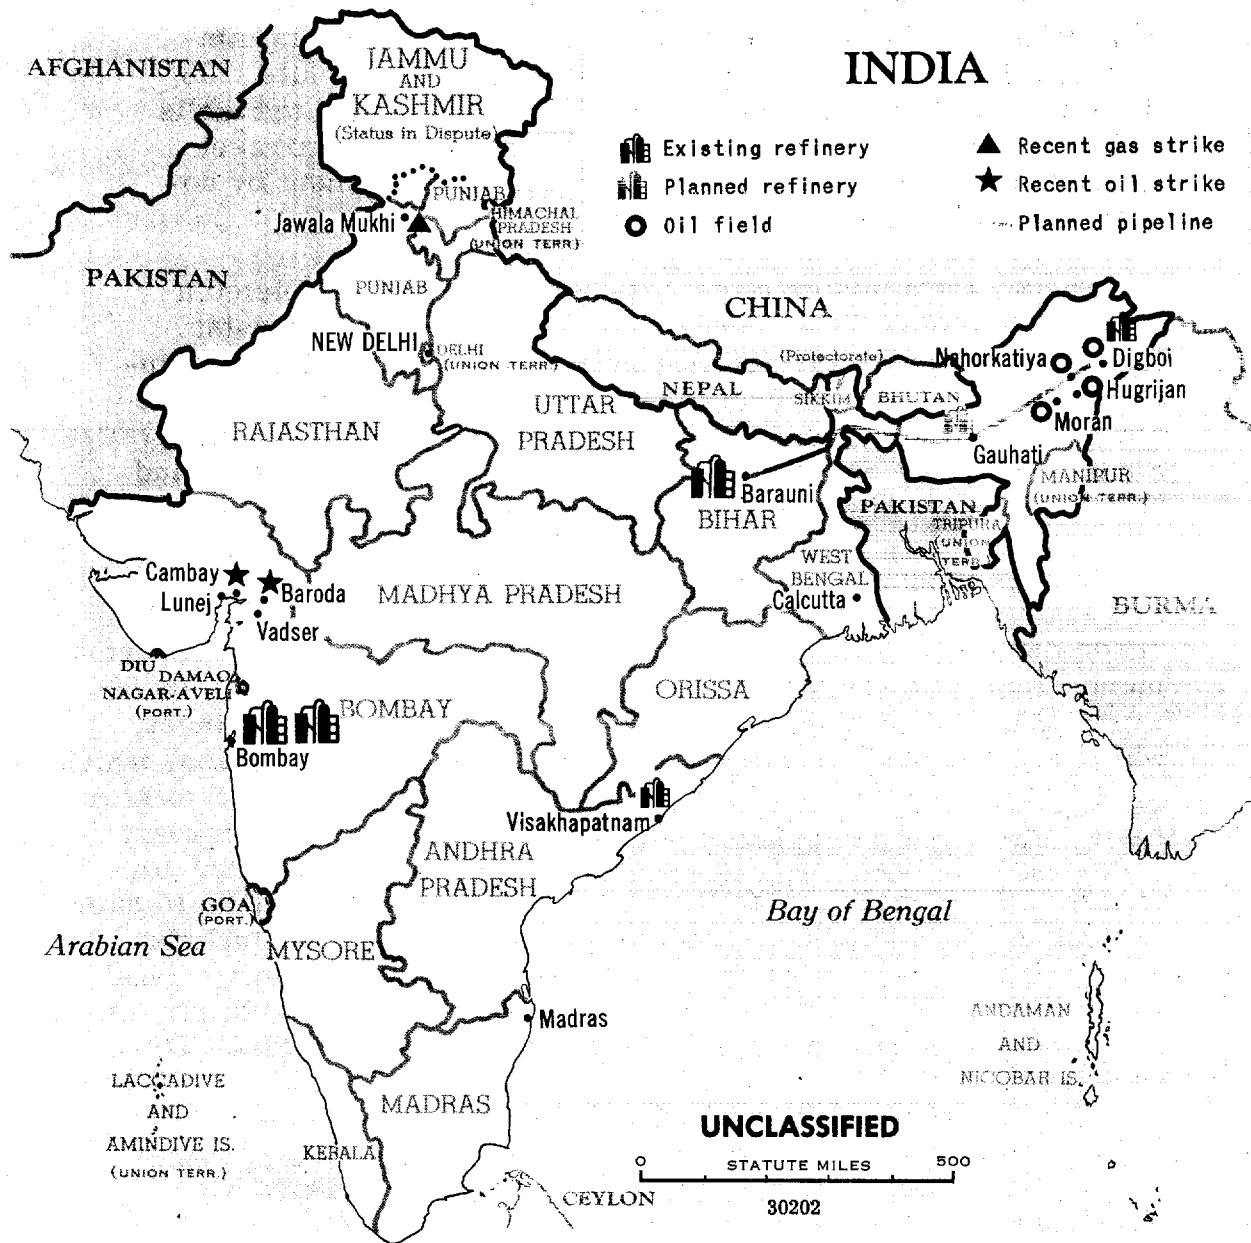 INDIA
Existing refinery
Planned refinery
Oil field
Recent gas strike
Recent oil strike
Planned pipeline
AFGHANISTAN
JAMMU
AND
KASHMIR
(Status in Dispute)
PUNJAB
Jawala Mukhi
HIMACHAL
PRADESH
(UNION TERR)
PAKISTAN
PUNJAB
CHINA
NEW DELHI
DELHI
(UNION TERR)
(Protectorate)
Nahorkatiya
Digboi
NEPAL
SIKKIM
BHUTAN
Hugrijan
UTTAR
PRADESH
Moran
RAJASTHAN
Gauhati
MANIPUR
(UNION TERR.)
Barauni
BIHAR
PAKISTAN
TRIPURA
(UNION
TERR.)
WEST
BENGAL
Calcutta
Cambay
Lunej
Baroda
Vadser
MADHYA PRADESH
BURMA
DIU
DAMAO
NAGAR-AVELI
(PORT.)
ORISSA
BOMBAY
Bombay
Visakhapatnam
ANDHRA
PRADESH
GOA
(PORT.)
Bay of Bengal
Arabian Sea
MYSORE
ANDAMAN
AND
NICOBAR IS.
Madras
LACCADIVE
AND
AMINDIVE IS.
(UNION TERR.)
MADRAS
KERALA
UNCLASSIFIED
0 500
STATUTE MILES
CEYLON
30202